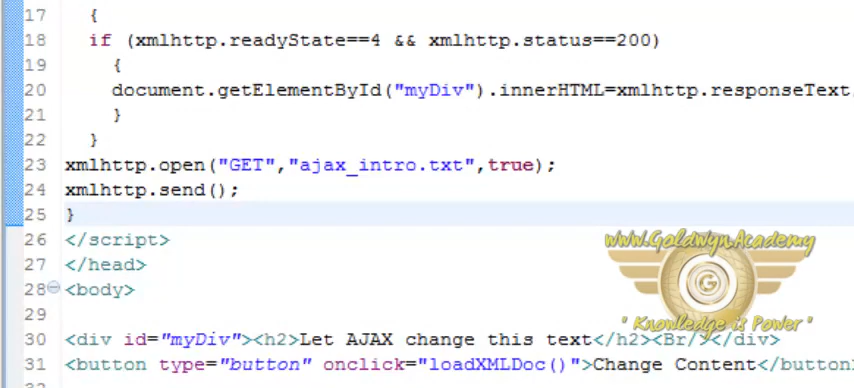 17 {
18 if (xmlhttp.readyState==4 && xmlhttp.status==200)
19 {
20 document.getElementById("myDiv").innerHTML=xmlhttp.responseText
21 }
22 }
23 xmlhttp.open("GET","ajax_intro.txt",true);
24 xmlhttp.send();
25 }
26 </script>
27 </head>
28 <body>
29
30 <div id="myDiv"><h2>Let AJAX change this text</h2><Br/></div>
31 <button type="button" onclick="loadXMLDoc()">Change Content</button
www.Goldwyn.Academy
G
" Knowledge is Power "